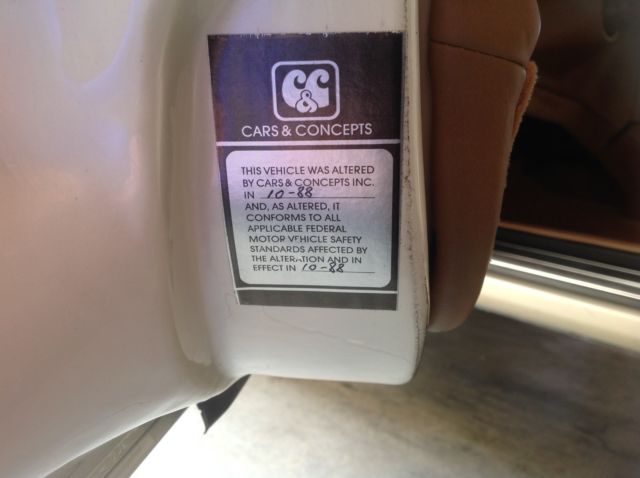 C&C
CARS & CONCEPTS
THIS VEHICLE WAS ALTERED
BY CARS & CONCEPTS INC.
IN 10-88
AND, AS ALTERED, IT
CONFORMS TO ALL
APPLICABLE FEDERAL
MOTOR VEHICLE SAFETY
STANDARDS AFFECTED BY
THE ALTERATION AND IN
EFFECT IN 10-88